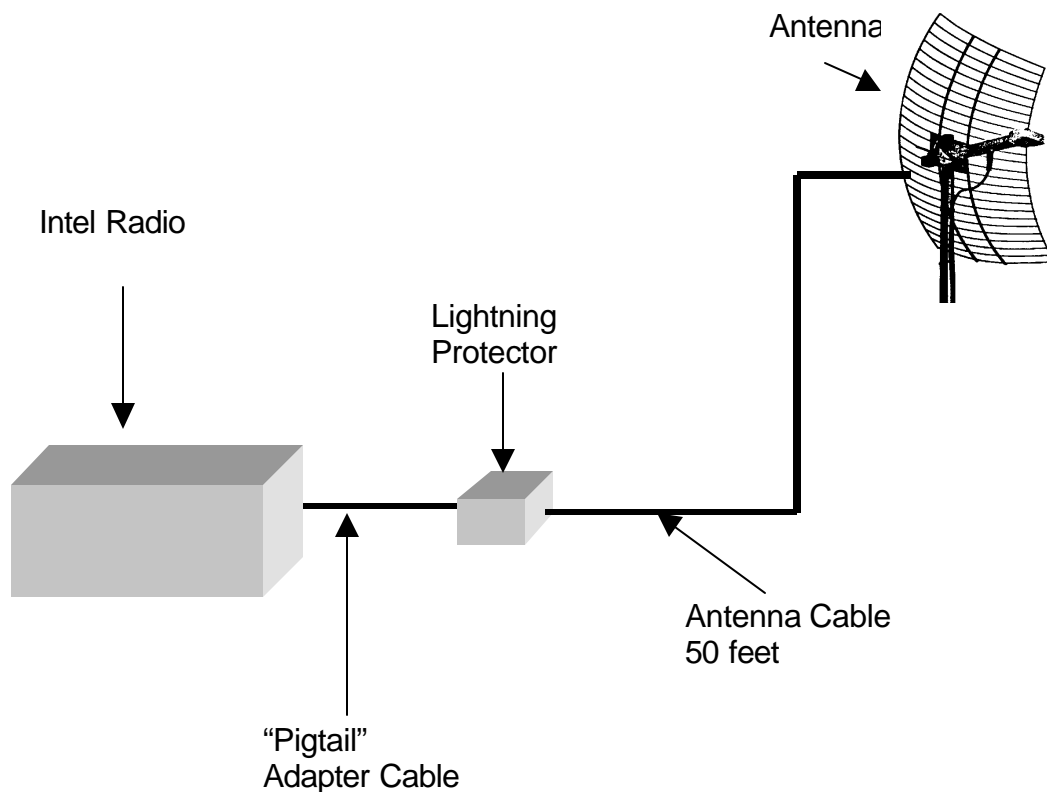 Antenna
Intel Radio
Lightning
Protector
Antenna Cable
50 feet
“Pigtail”
Adapter Cable